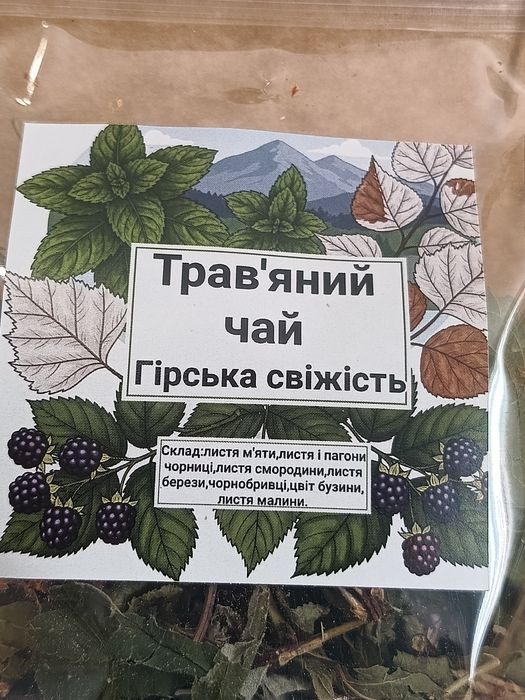 Трав'яний
чай
Гірська свіжість
Склад:листя м'яти,листя і пагони
чорниці,листя смородини,листя
берези,чорнобривці,цвіт бузини,
листя малини.